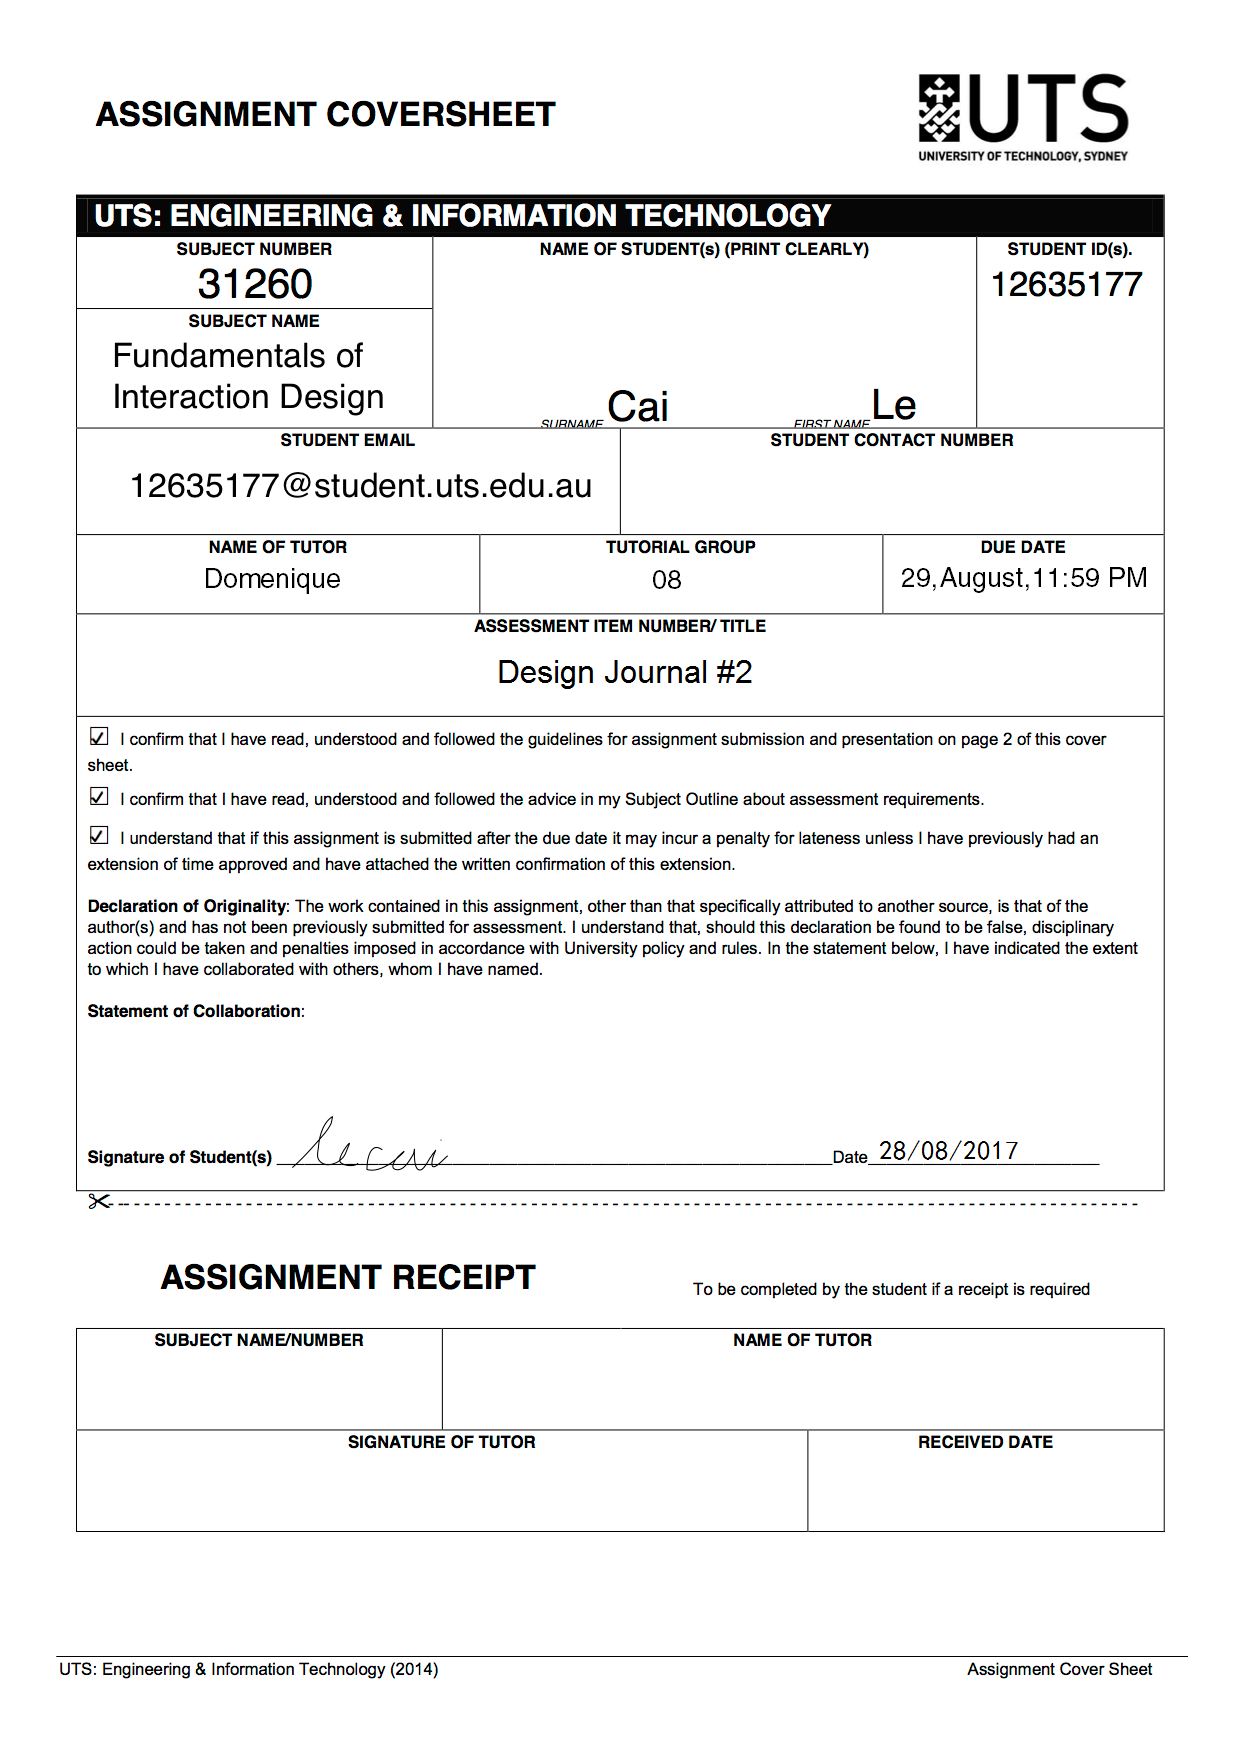 ASSIGNMENT COVERSHEET
UTS
UNIVERSITY OF TECHNOLOGY, SYDNEY
UTS: ENGINEERING & INFORMATION TECHNOLOGY
SUBJECT NUMBER
31260
NAME OF STUDENT(s) (PRINT CLEARLY)
STUDENT ID(s).
12635177
SUBJECT NAME
Fundamentals of
Interaction Design
SURNAME Cai FIRST NAME Le
STUDENT EMAIL
12635177@student.uts.edu.au
STUDENT CONTACT NUMBER
NAME OF TUTOR
Domenique
TUTORIAL GROUP
08
DUE DATE
29,August,11:59 PM
ASSESSMENT ITEM NUMBER/ TITLE
Design Journal #2
I confirm that I have read, understood and followed the guidelines for assignment submission and presentation on page 2 of this cover
sheet.
I confirm that I have read, understood and followed the advice in my Subject Outline about assessment requirements.
I understand that if this assignment is submitted after the due date it may incur a penalty for lateness unless I have previously had an
extension of time approved and have attached the written confirmation of this extension.
Declaration of Originality: The work contained in this assignment, other than that specifically attributed to another source, is that of the
author(s) and has not been previously submitted for assessment. I understand that, should this declaration be found to be false, disciplinary
action could be taken and penalties imposed in accordance with University policy and rules. In the statement below, I have indicated the extent
to which I have collaborated with others, whom I have named.
Statement of Collaboration:
Signature of Student(s) le cai Date 28/08/2017
ASSIGNMENT RECEIPT
To be completed by the student if a receipt is required
SUBJECT NAME/NUMBER
NAME OF TUTOR
SIGNATURE OF TUTOR
RECEIVED DATE
UTS: Engineering & Information Technology (2014)
Assignment Cover Sheet